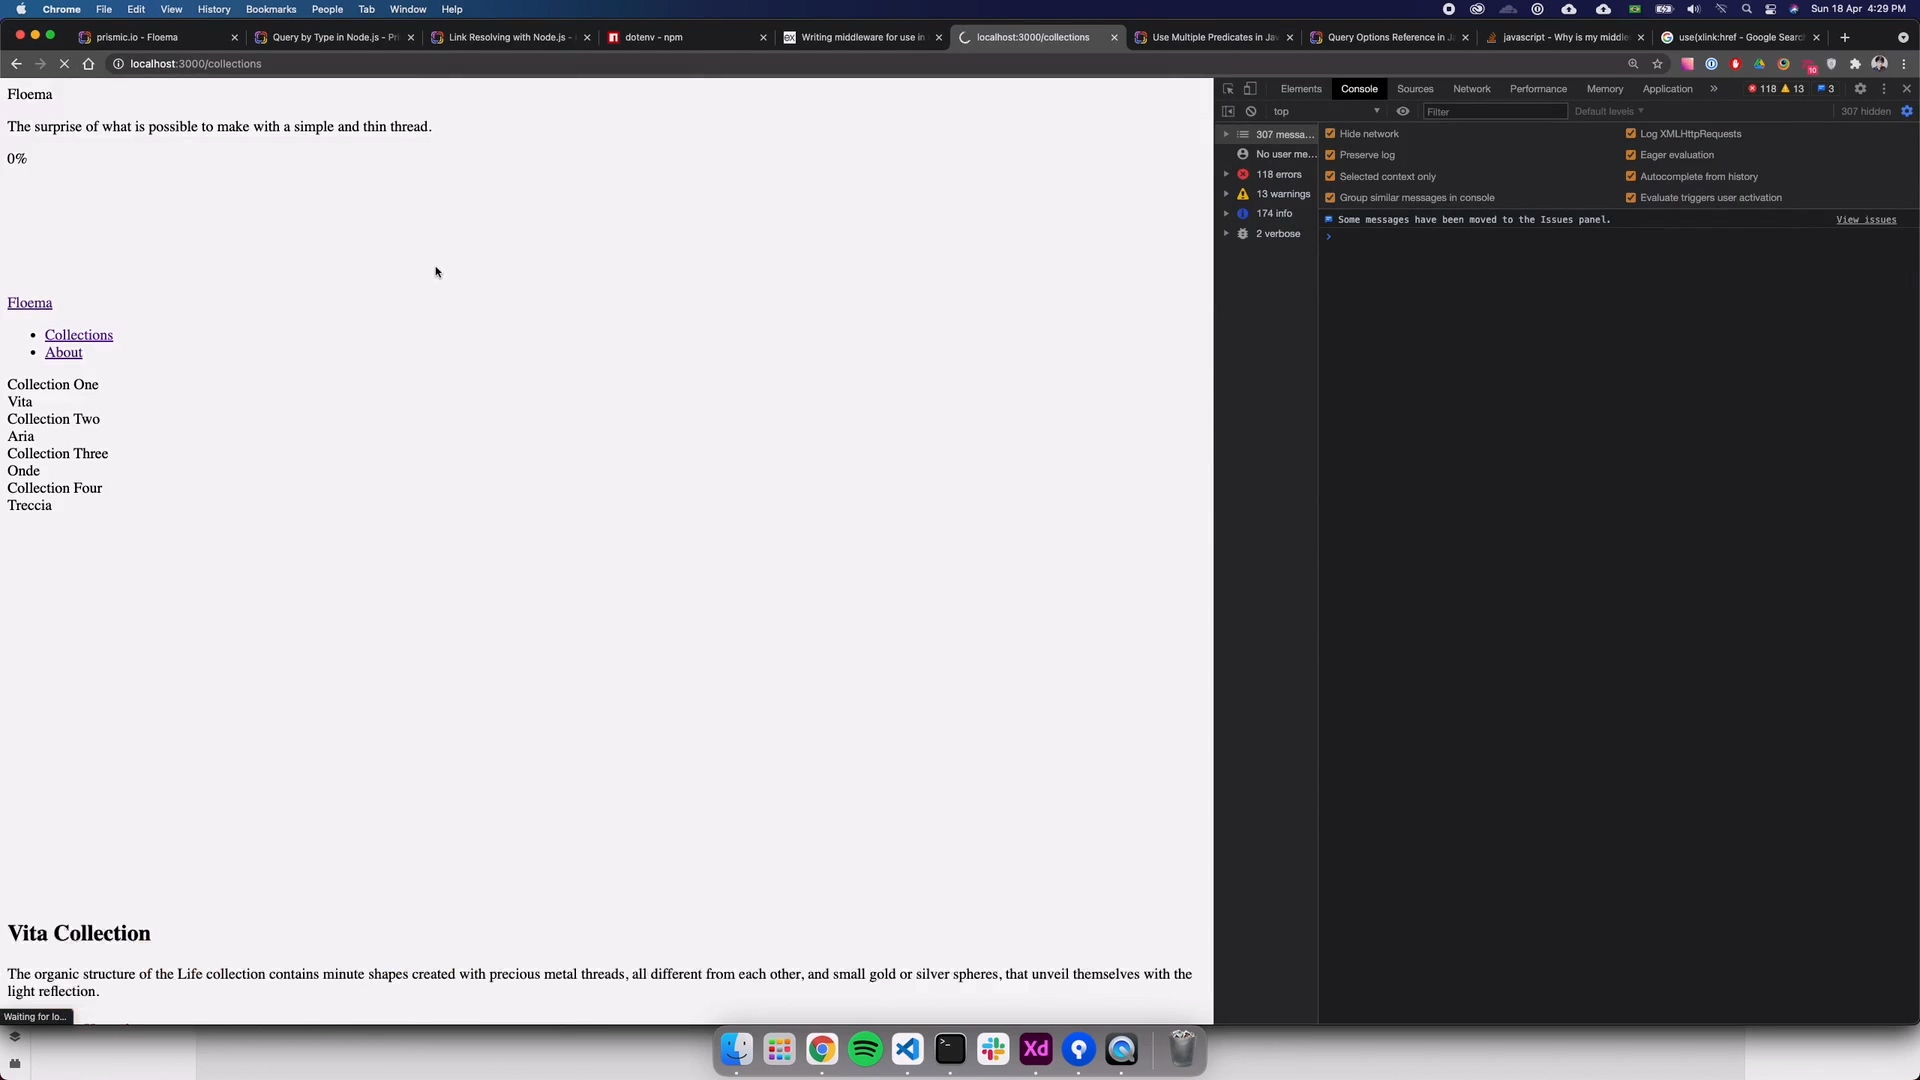 Chrome File Edit View History Bookmarks People Tab Window Help
Sun 18 Apr 4:29 PM
prismic.io - Floema
Query by Type in Node.js - Pri
Link Resolving with Node.js -
dotenv - npm
Writing middleware for use in
localhost:3000/collections
Use Multiple Predicates in Jav
Query Options Reference in J
javascript - Why is my middle
use(xlink:href - Google Searc
localhost:3000/collections
10
Floema
The surprise of what is possible to make with a simple and thin thread.
0%
Floema
Collections
About
Collection One
Vita
Collection Two
Aria
Collection Three
Onde
Collection Four
Treccia
Vita Collection
The organic structure of the Life collection contains minute shapes created with precious metal threads, all different from each other, and small gold or silver spheres, that unveil themselves with the
light reflection.
Waiting for lo...
Elements Console Sources Network Performance Memory Application » 118 13 3
top Filter Default levels 307 hidden
307 messa...
No user me...
118 errors
13 warnings
174 info
2 verbose
Hide network Log XMLHttpRequests
Preserve log Eager evaluation
Selected context only Autocomplete from history
Group similar messages in console Evaluate triggers user activation
Some messages have been moved to the Issues panel. View issues
Xd